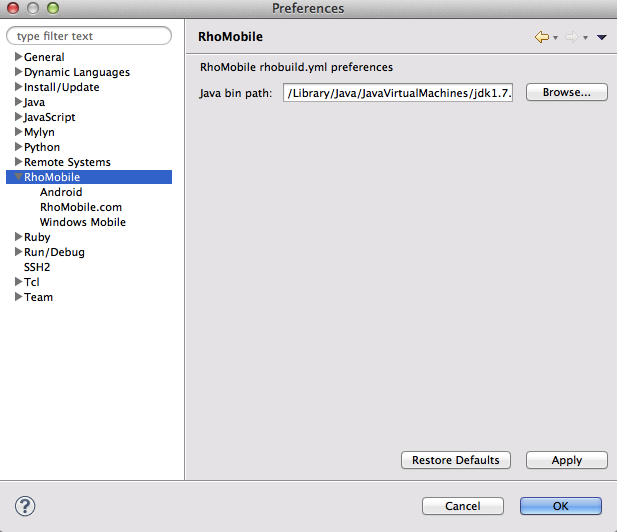 Preferences
type filter text
General
Dynamic Languages
Install/Update
Java
JavaScript
Mylyn
Python
Remote Systems
RhoMobile
Android
RhoMobile.com
Windows Mobile
Ruby
Run/Debug
SSH2
Tcl
Team
RhoMobile
RhoMobile rhobuild.yml preferences
Java bin path: /Library/Java/JavaVirtualMachines/jdk1.7. Browse...
Restore Defaults Apply
? Cancel OK